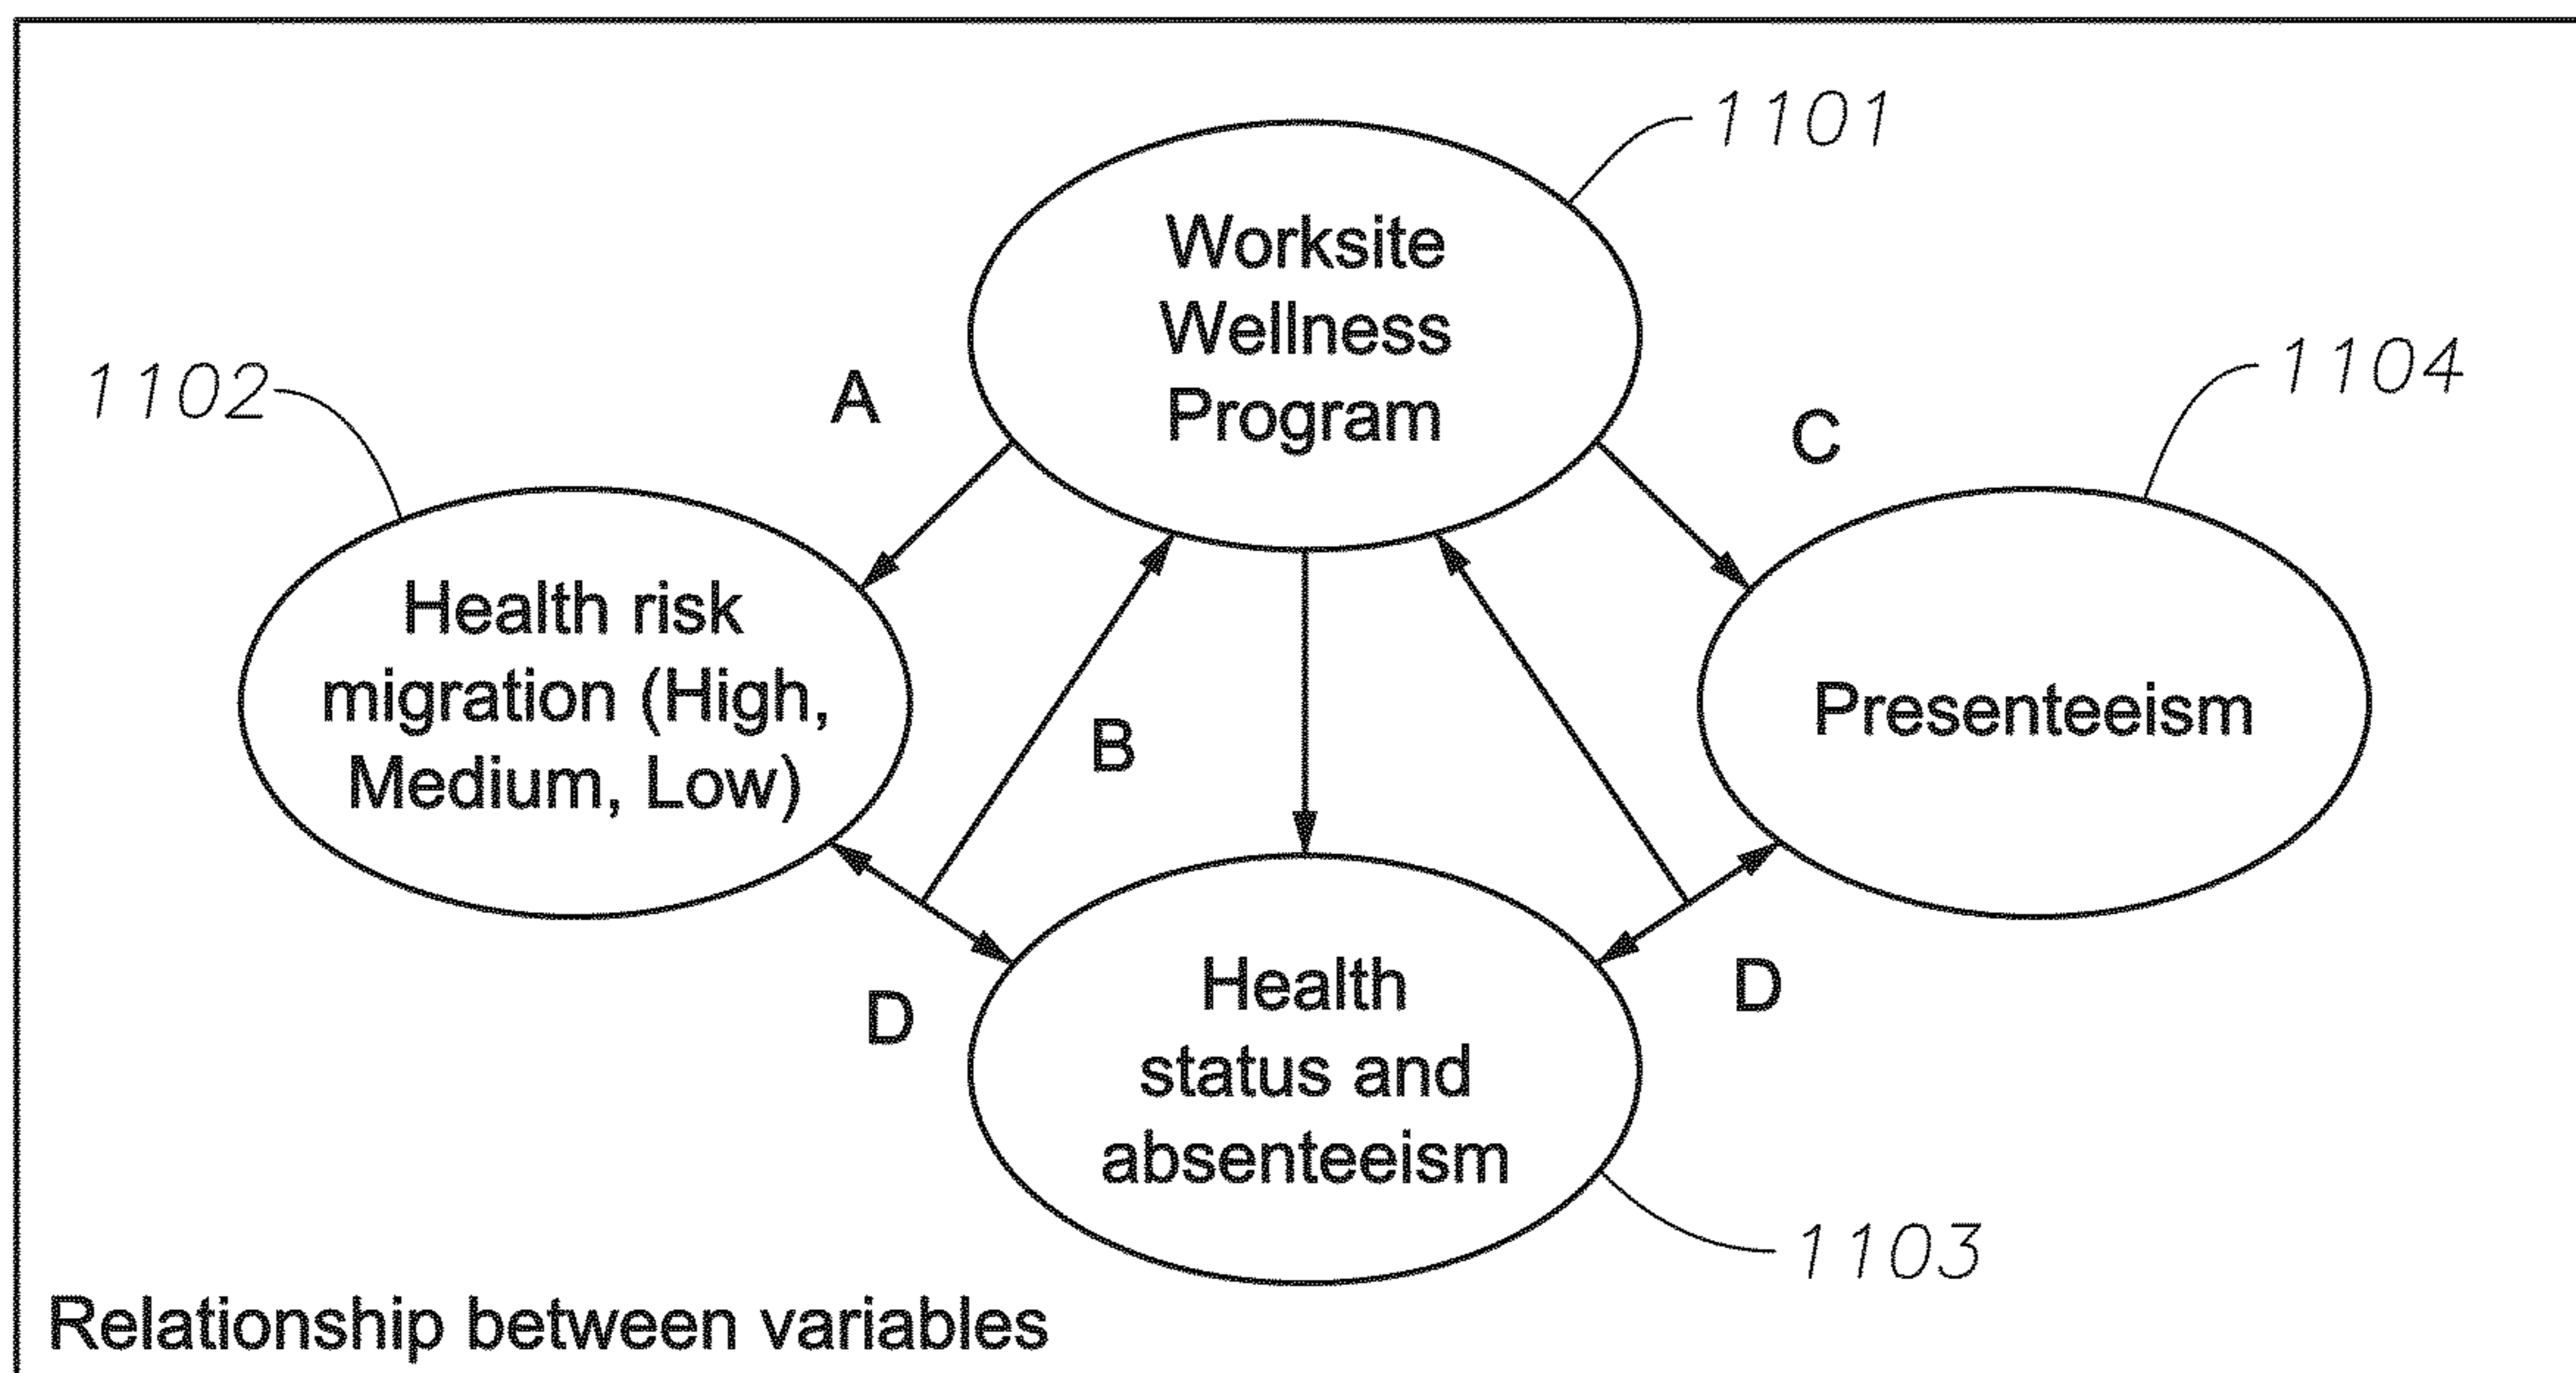 1101
Worksite
Wellness
Program
1102
A
C
1104
Health risk
migration (High,
Medium, Low)
B
Presenteeism
D
D
Health
status and
absenteeism
1103
Relationship between variables